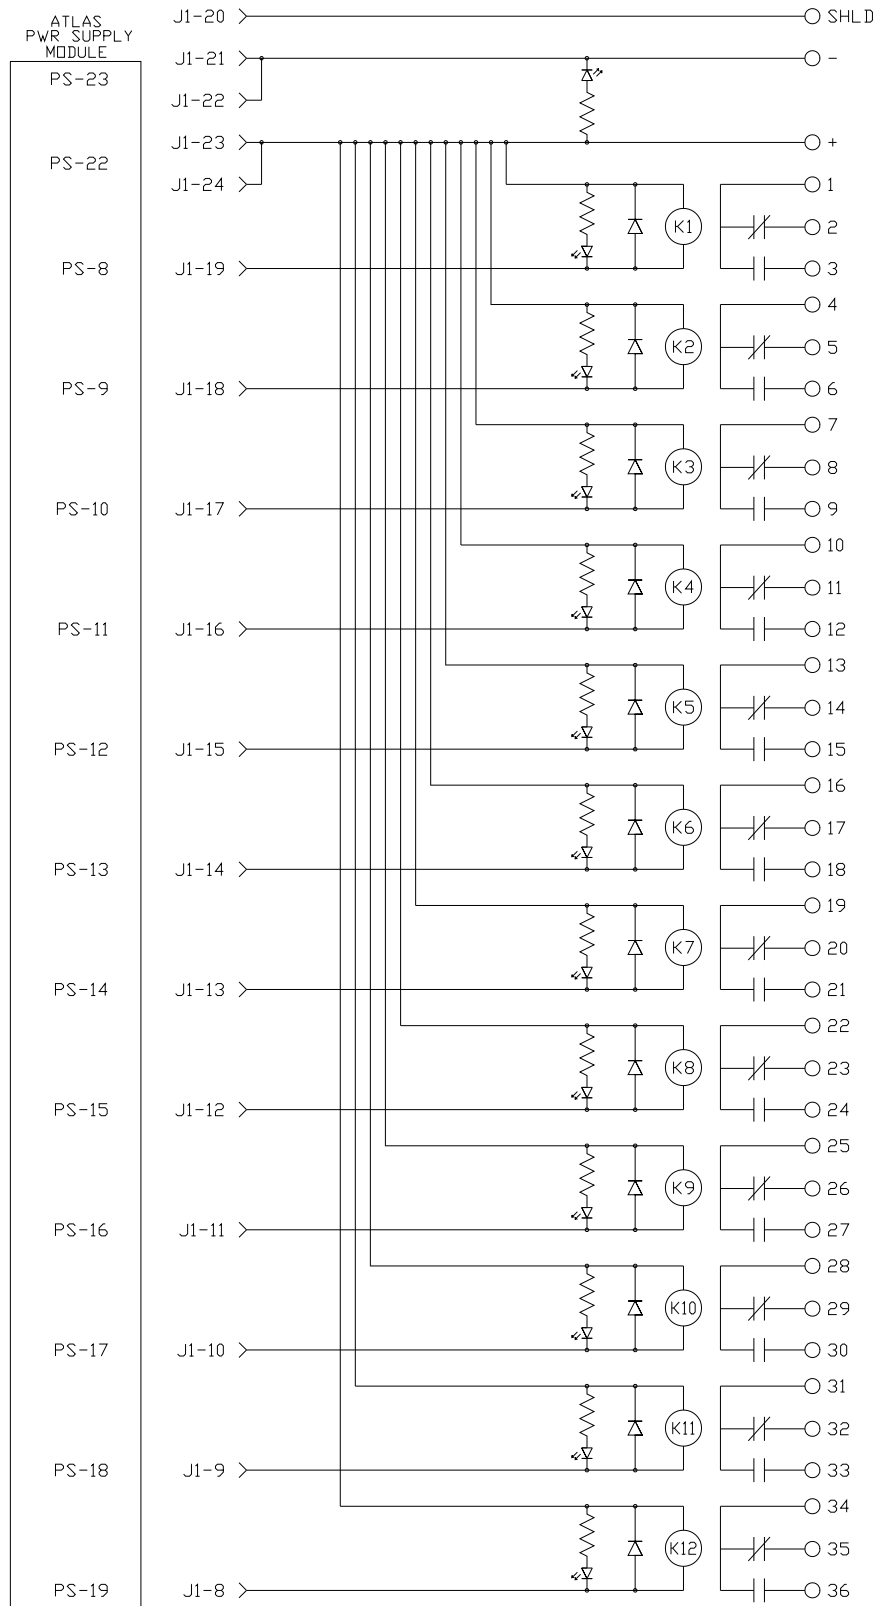 ATLAS
PWR SUPPLY
MODULE
J1-20 SHLD
J1-21 -
PS-23
J1-22
J1-23 +
PS-22
J1-24 1
K1 2
PS-8 J1-19 3
4
K2 5
PS-9 J1-18 6
7
K3 8
PS-10 J1-17 9
10
K4 11
PS-11 J1-16 12
13
K5 14
PS-12 J1-15 15
16
K6 17
PS-13 J1-14 18
19
K7 20
PS-14 J1-13 21
22
K8 23
PS-15 J1-12 24
25
K9 26
PS-16 J1-11 27
28
K10 29
PS-17 J1-10 30
31
K11 32
PS-18 J1-9 33
34
K12 35
PS-19 J1-8 36